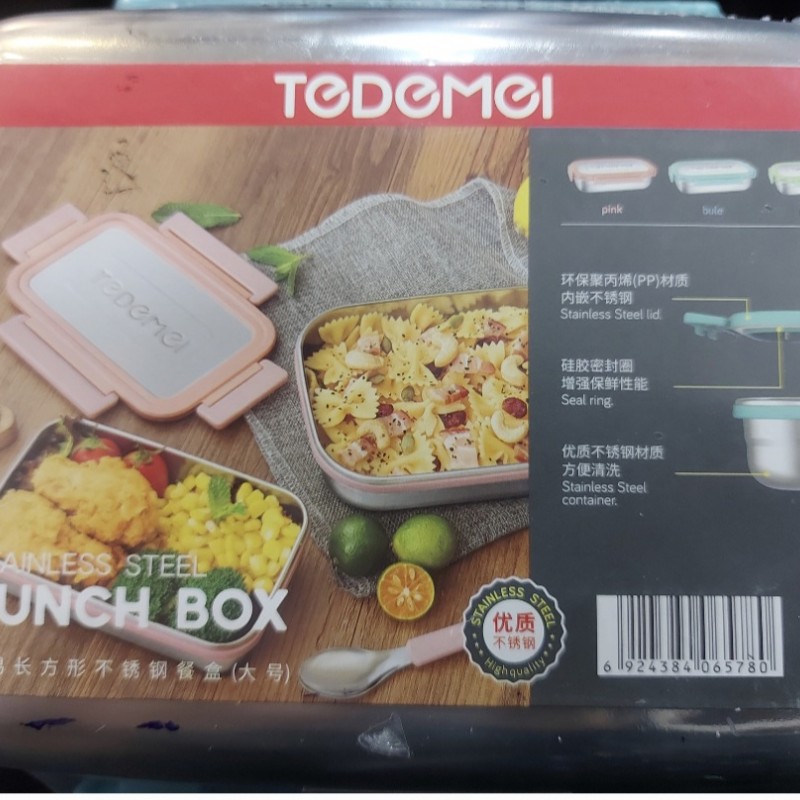 TEDEMEI
TEDEMEI
pink
bule
环保聚丙烯(PP)材质
内嵌不锈钢
Stainless Steel lid.
硅胶密封圈
增强保鲜性能
Seal ring.
优质不锈钢材质
方便清洗
Stainless Steel
container.
AINLESS STEEL
UNCH BOX
长方形不锈钢餐盒(大号)
STAINLESS STEEL
优质
不锈钢
High quality
6 924384 065780